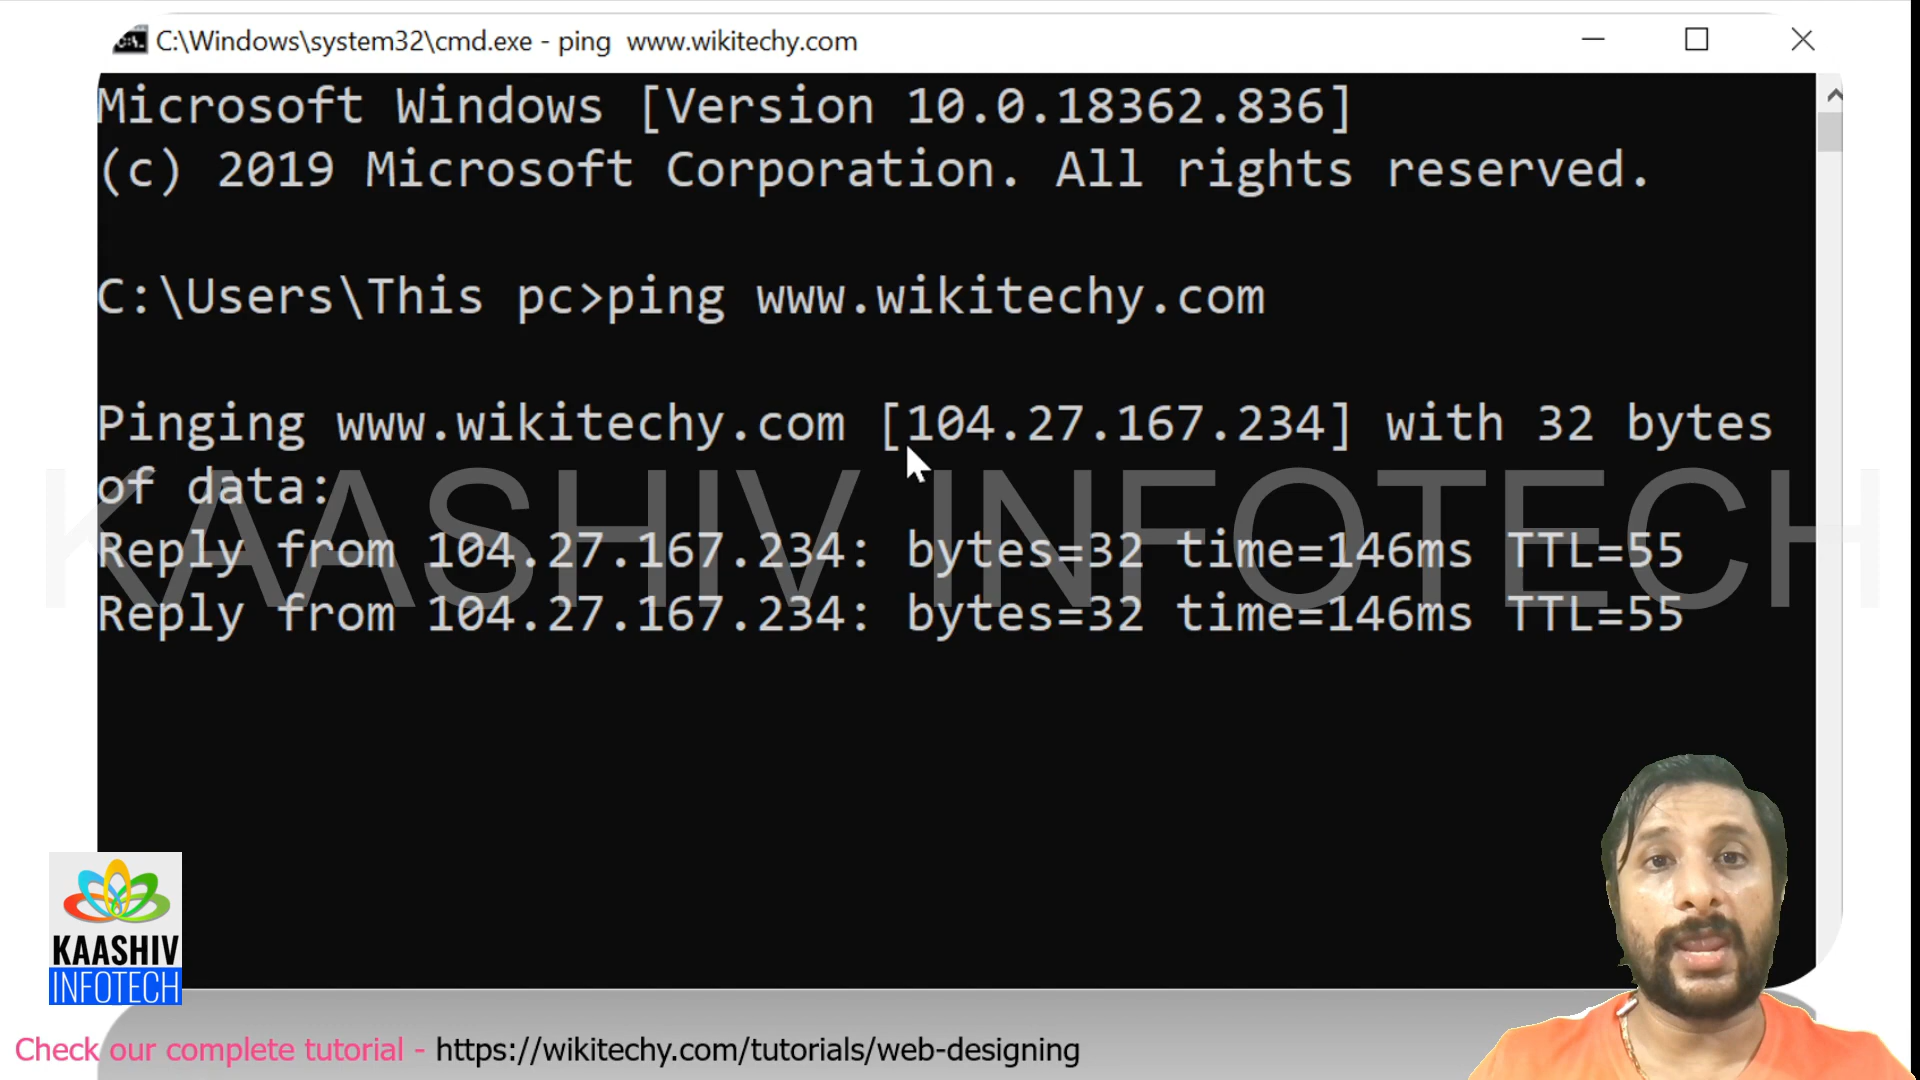 C:\Windows\system32\cmd.exe - ping  www.wikitechy.com
Microsoft Windows [Version 10.0.18362.836]
(c) 2019 Microsoft Corporation. All rights reserved.
C:\Users\This pc>ping www.wikitechy.com
Pinging www.wikitechy.com [104.27.167.234] with 32 bytes
of data:
Reply from 104.27.167.234: bytes=32 time=146ms TTL=55
Reply from 104.27.167.234: bytes=32 time=146ms TTL=55
KAASHIV INFOTECH
KAASHIV
INFOTECH
Check our complete tutorial - https://wikitechy.com/tutorials/web-designing